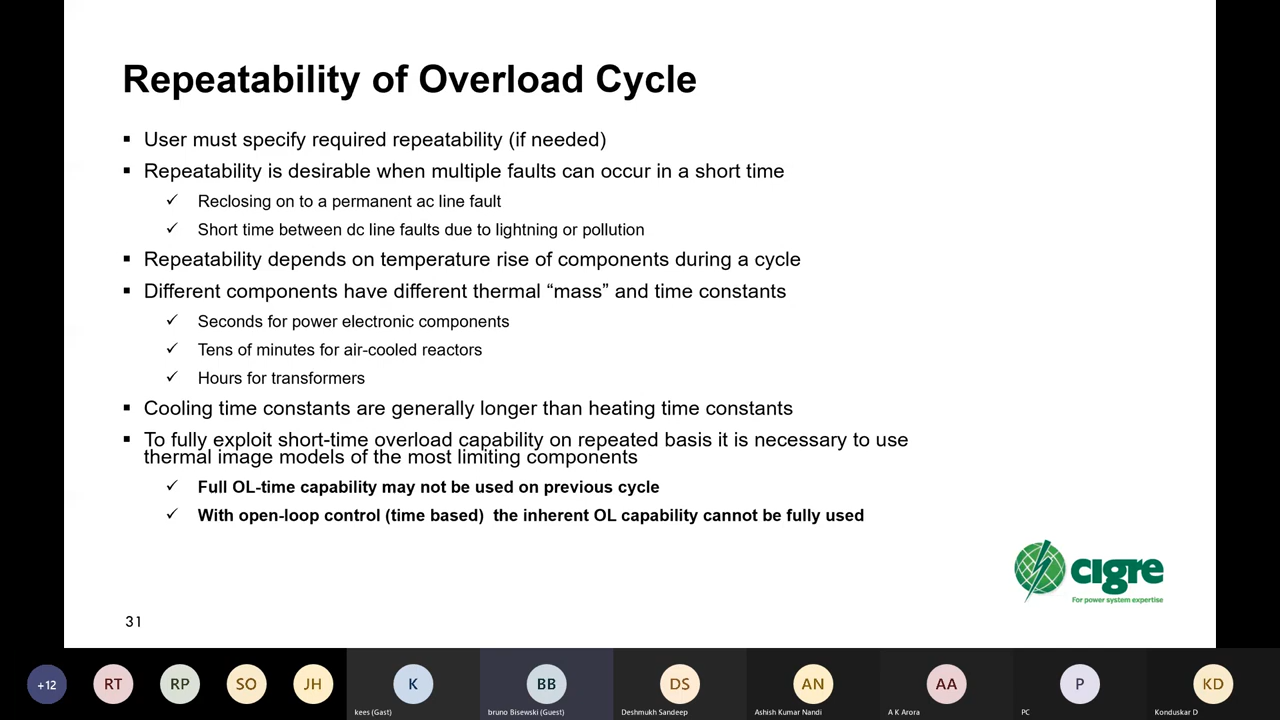 Repeatability of Overload Cycle
User must specify required repeatability (if needed)
Repeatability is desirable when multiple faults can occur in a short time
Reclosing on to a permanent ac line fault
Short time between dc line faults due to lightning or pollution
Repeatability depends on temperature rise of components during a cycle
Different components have different thermal “mass” and time constants
Seconds for power electronic components
Tens of minutes for air-cooled reactors
Hours for transformers
Cooling time constants are generally longer than heating time constants
To fully exploit short-time overload capability on repeated basis it is necessary to use
thermal image models of the most limiting components
Full OL-time capability may not be used on previous cycle
With open-loop control (time based)  the inherent OL capability cannot be fully used
cigre
For power system expertise
31
+12 RT RP SO JH K BB DS AN AA P KD
kees (Gast) bruno Bisewski (Guest) Deshmukh Sandeep Ashish Kumar Nandi A K Arora PC Konduskar D